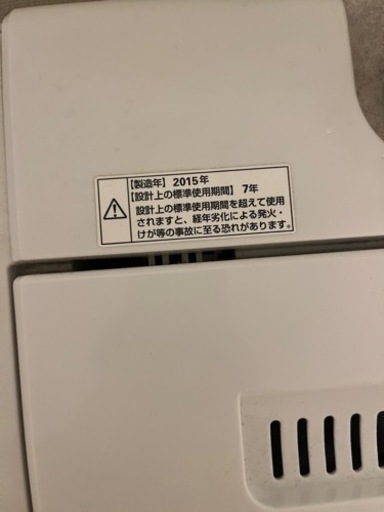 【製造年】2015年
【設計上の標準使用期間】7年
設計上の標準使用期間を超えて使用
されますと、経年劣化による発火・
けが等の事故に至る恐れがあります。